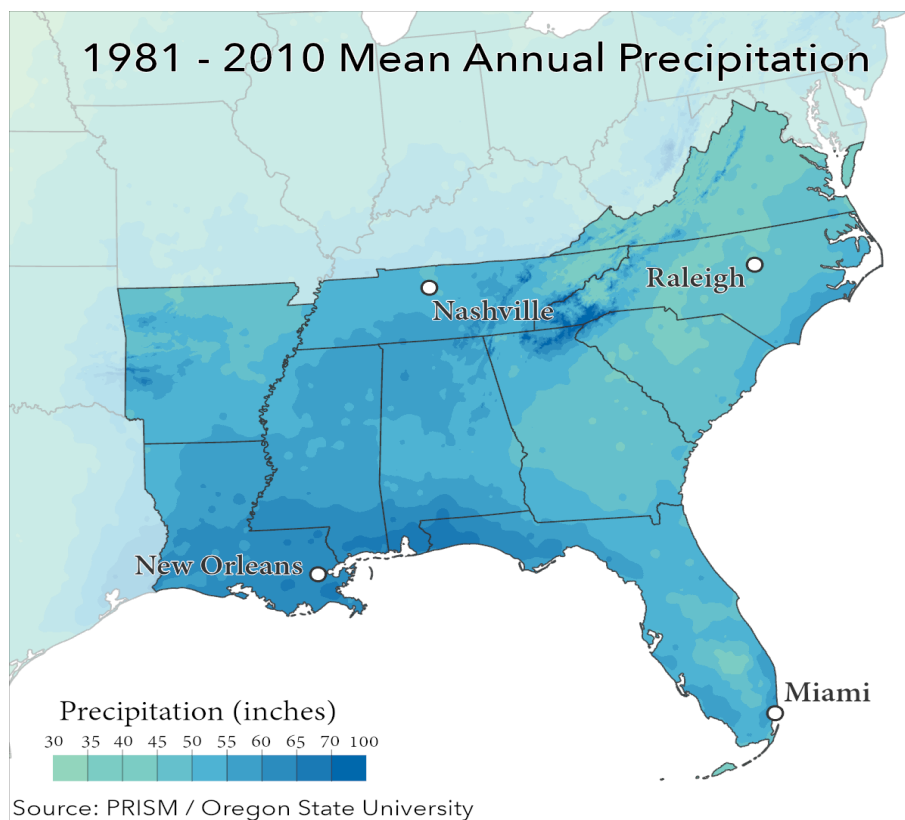 1981 - 2010 Mean Annual Precipitation
Raleigh
Nashville
New Orleans
Miami
Precipitation (inches)
30 35 40 45 50 55 60 65 70 100
Source: PRISM / Oregon State University